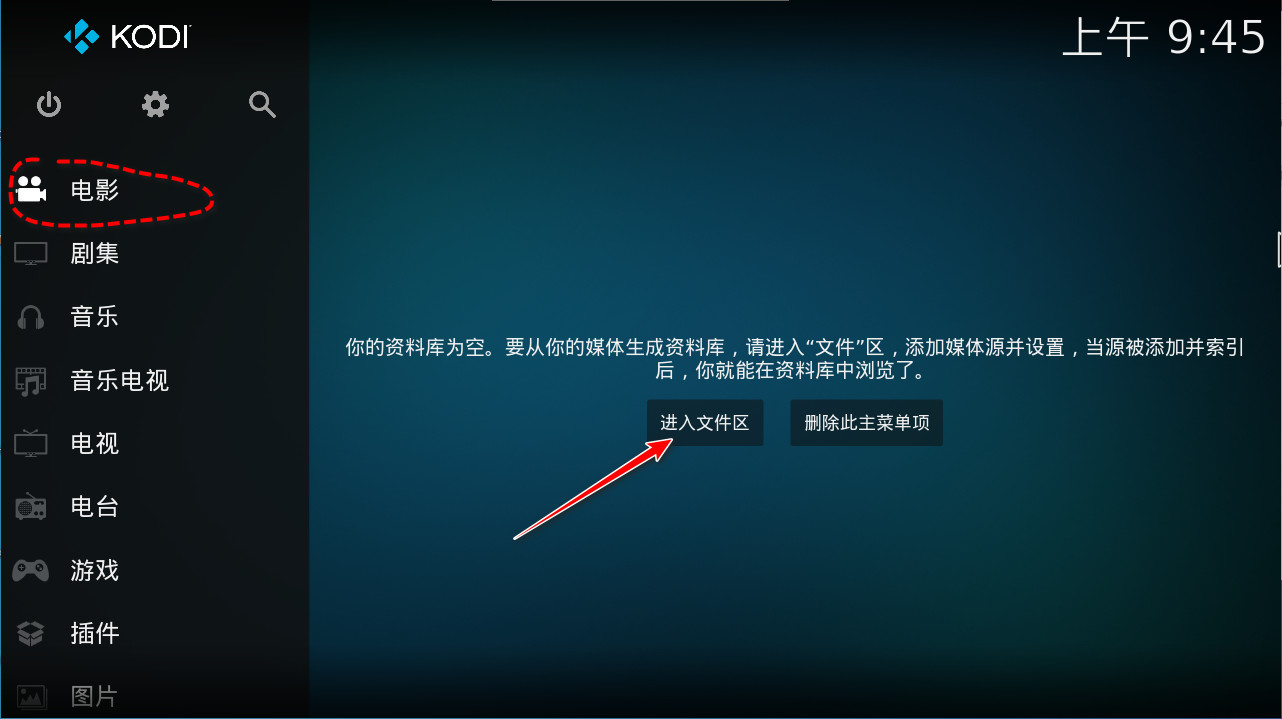 KODI
上午 9:45
电影
剧集
音乐
音乐电视
电视
电台
游戏
插件
图片
你的资料库为空。要从你的媒体生成资料库，请进入“文件”区，添加媒体源并设置，当源被添加并索引
后，你就能在资料库中浏览了。
进入文件区
删除此主菜单项